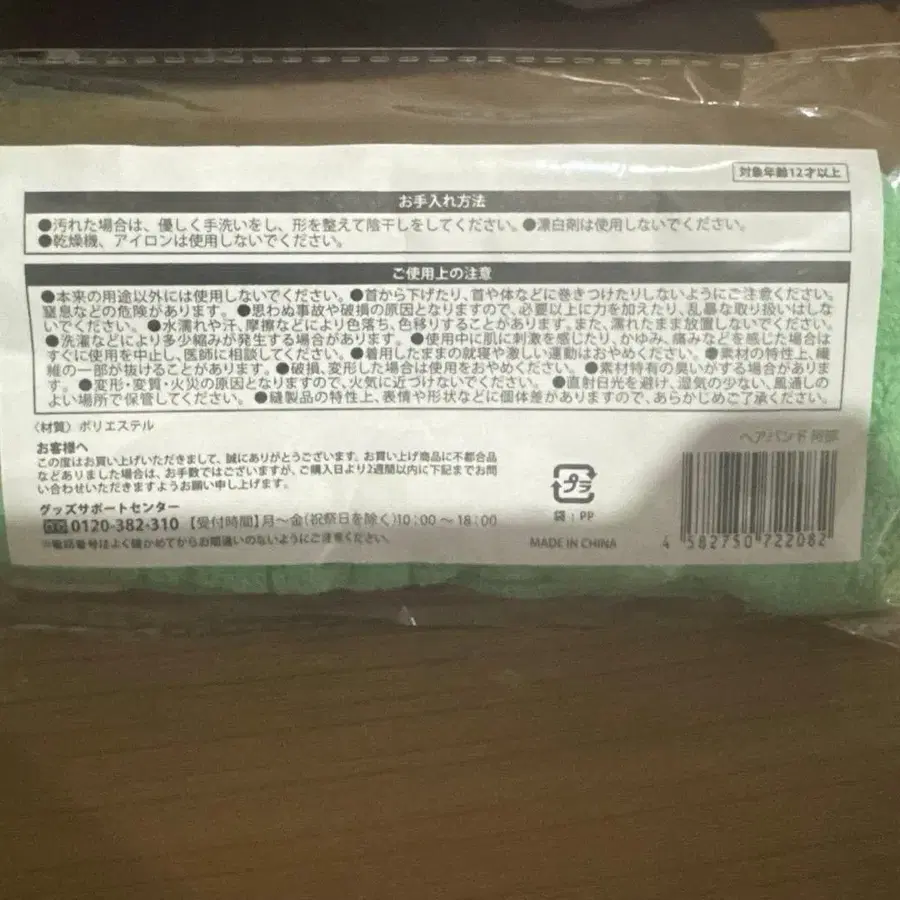 対象年齢12才以上
お手入れ方法
●汚れた場合は、優しく手洗いをし、形を整えて陰干しをしてください。●漂白剤は使用しないでください。
●乾燥機、アイロンは使用しないでください。
ご使用上の注意
●本来の用途以外には使用しないでください。●首から下げたり、首や体などに巻きつけたりしないようにご注意ください。
窒息などの危険があります。●思わぬ事故や破損の原因となりますので、必要以上に力を加えたり、乱暴な取り扱いはしな
いでください。●水濡れや汗、摩擦などにより色落ち、色移りすることがあります。また、濡れたまま放置しないでください。
●洗濯などにより多少縮みが発生する場合があります。●使用中に肌に刺激を感じたり、かゆみ、痛みなどを感じた場合は
すぐに使用を中止し、医師に相談してください。●着用したままの就寝や激しい運動はおやめください。●素材の特性上、繊
維の一部が抜けることがあります。●破損、変形した場合は使用をおやめください。●素材特有の臭いがする場合がありま
す。●変形・変質・火災の原因となりますので、火気に近づけないでください。●直射日光を避け、湿気の少ない、風通しの
よい場所で保管してください。●縫製品の特性上、表情や形状などに個体差がありますので、あらかじめご了承ください。
〈材質〉ポリエステル
ヘアバンド 阿部
お客様へ
この度はお買い上げいただきまして、誠にありがとうございます。お買い上げ商品に不都合品
などありました場合は、お手数ではございますが、ご購入日より2週間以内に下記までお問
い合わせいただきますようお願い申し上げます。
グッズサポートセンター
0120-382-310 【受付時間】月～金(祝祭日を除く)10:00～18:00
※電話番号はよく確かめてからお間違いのないようにご注意ください。
プラ
袋:PP
MADE IN CHINA
4 582750 722082